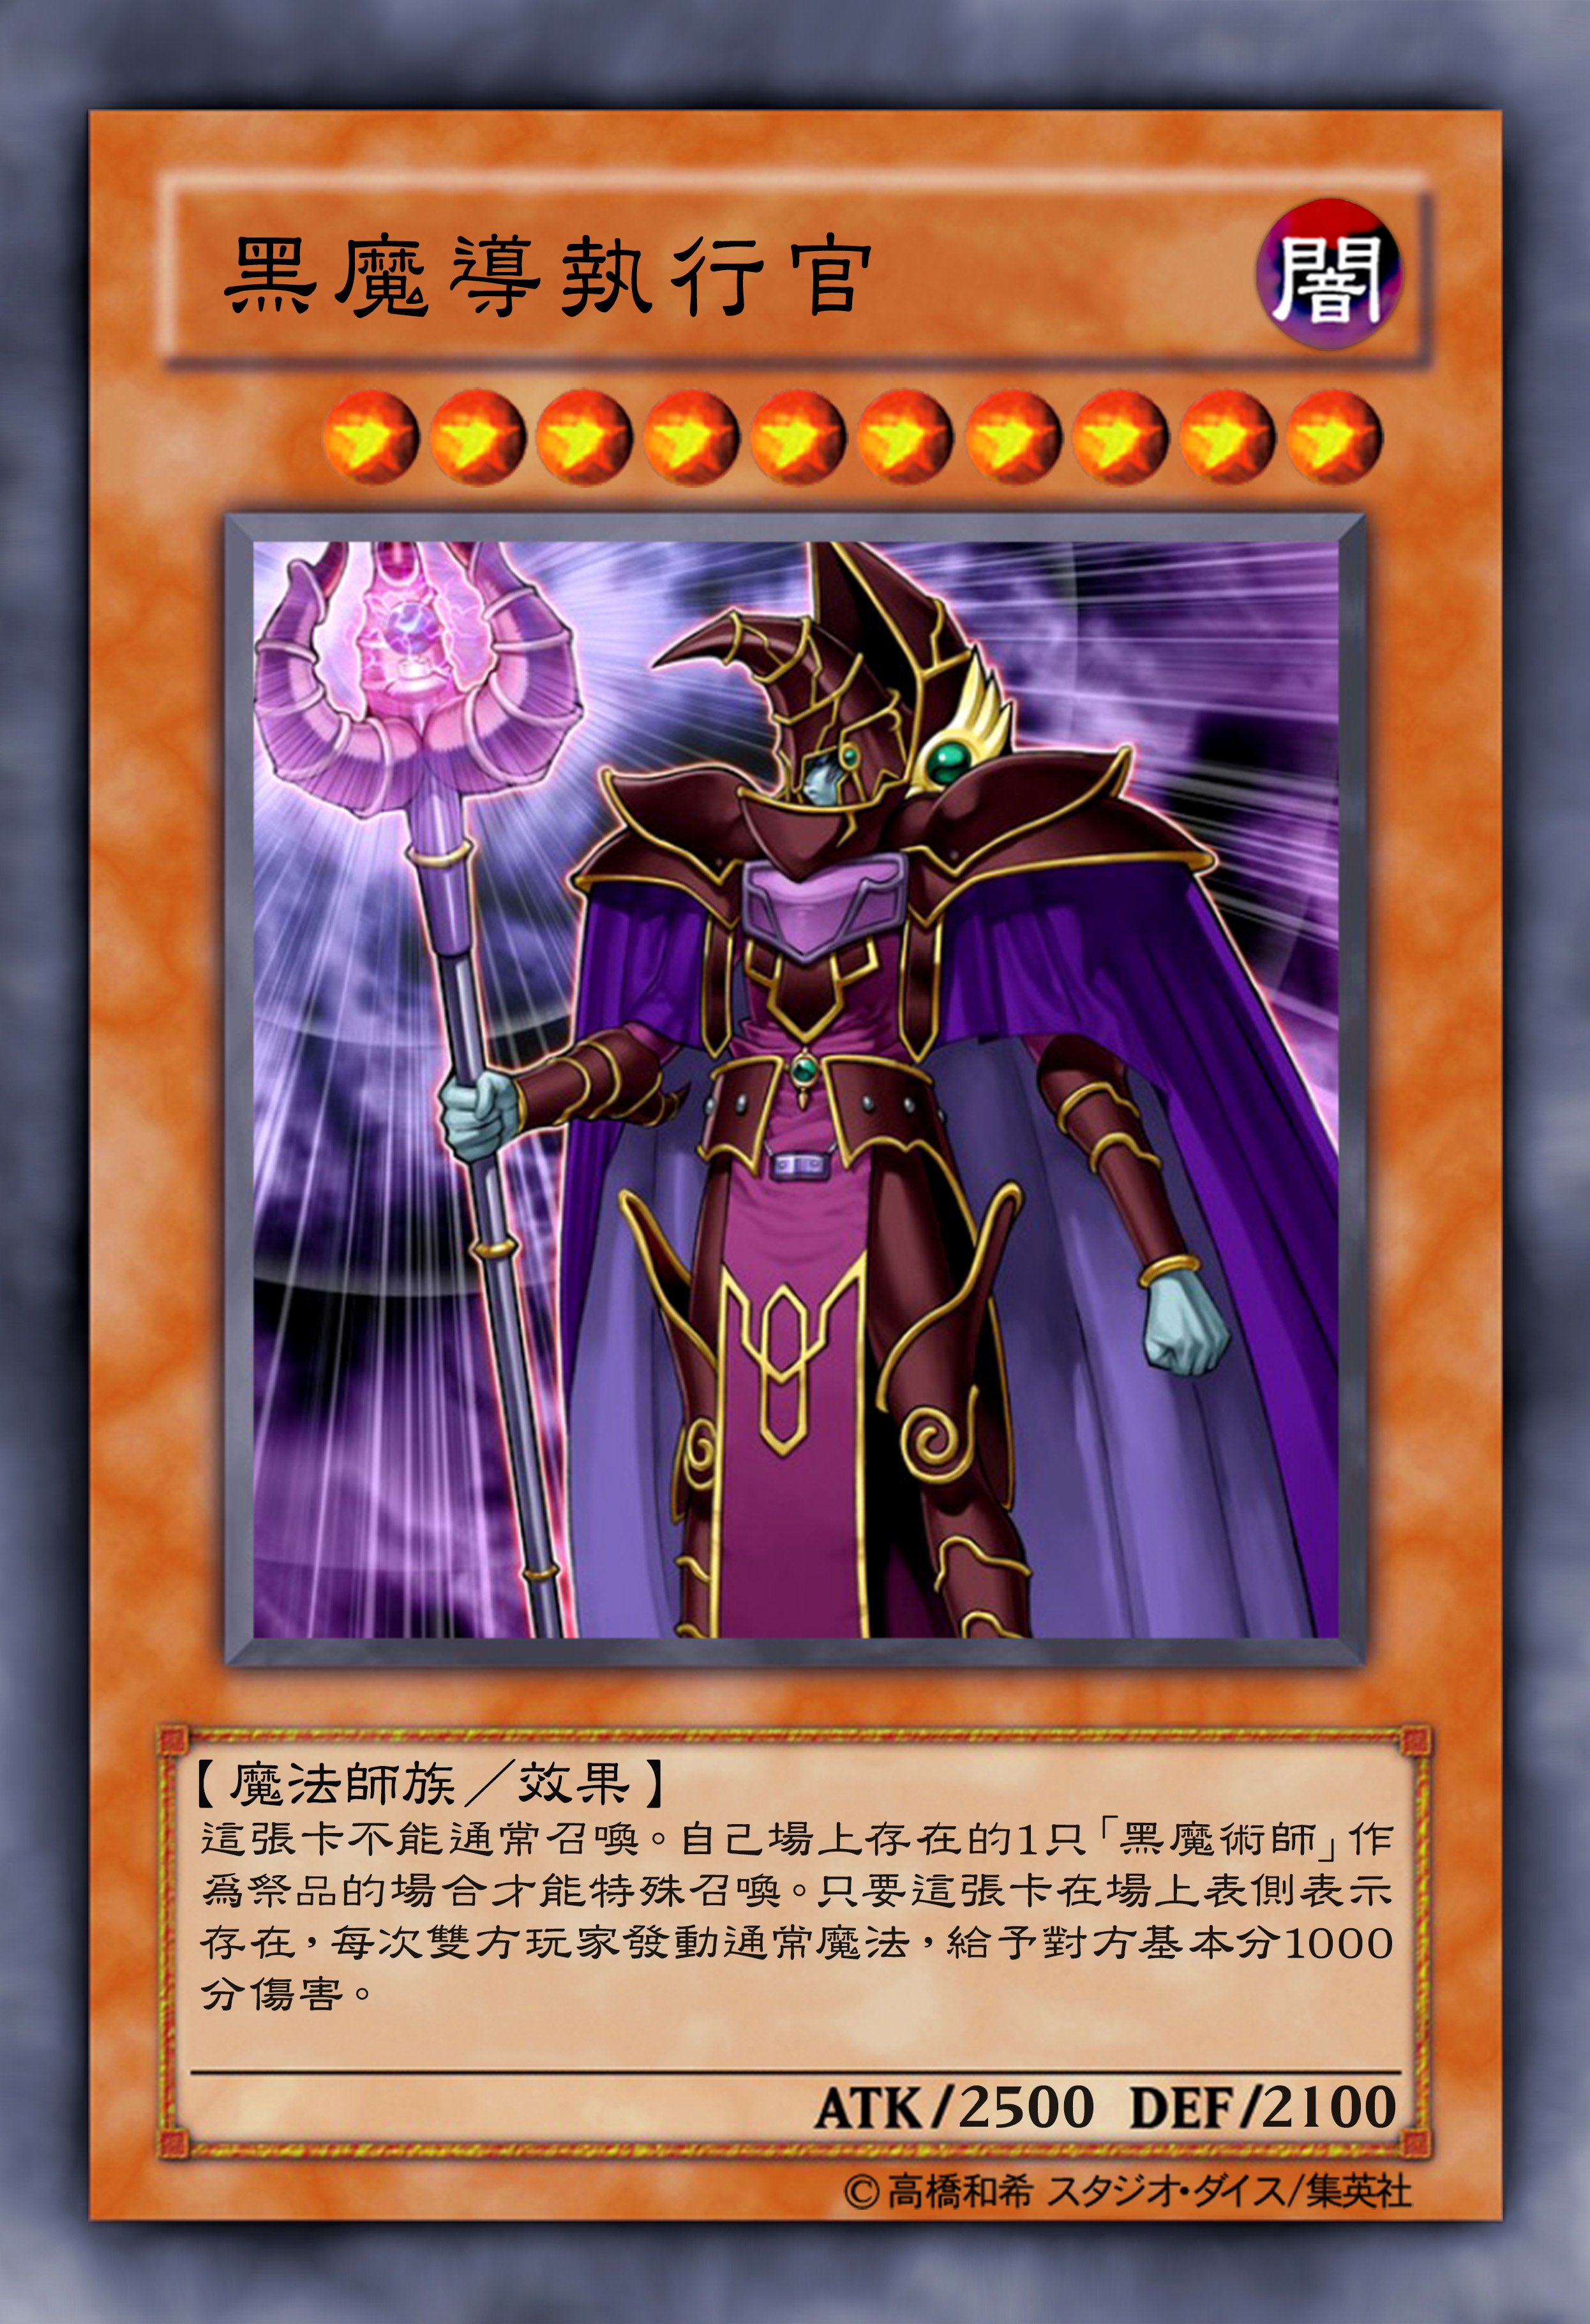 黑魔導執行官
闇
【魔法師族／效果】
這張卡不能通常召喚。自己場上存在的1只「黑魔術師」作
爲祭品的場合才能特殊召喚。只要這張卡在場上表側表示
存在，每次雙方玩家發動通常魔法，給予對方基本分1000
分傷害。
ATK/2500 DEF/2100
©高橋和希 スタジオ・ダイス/集英社